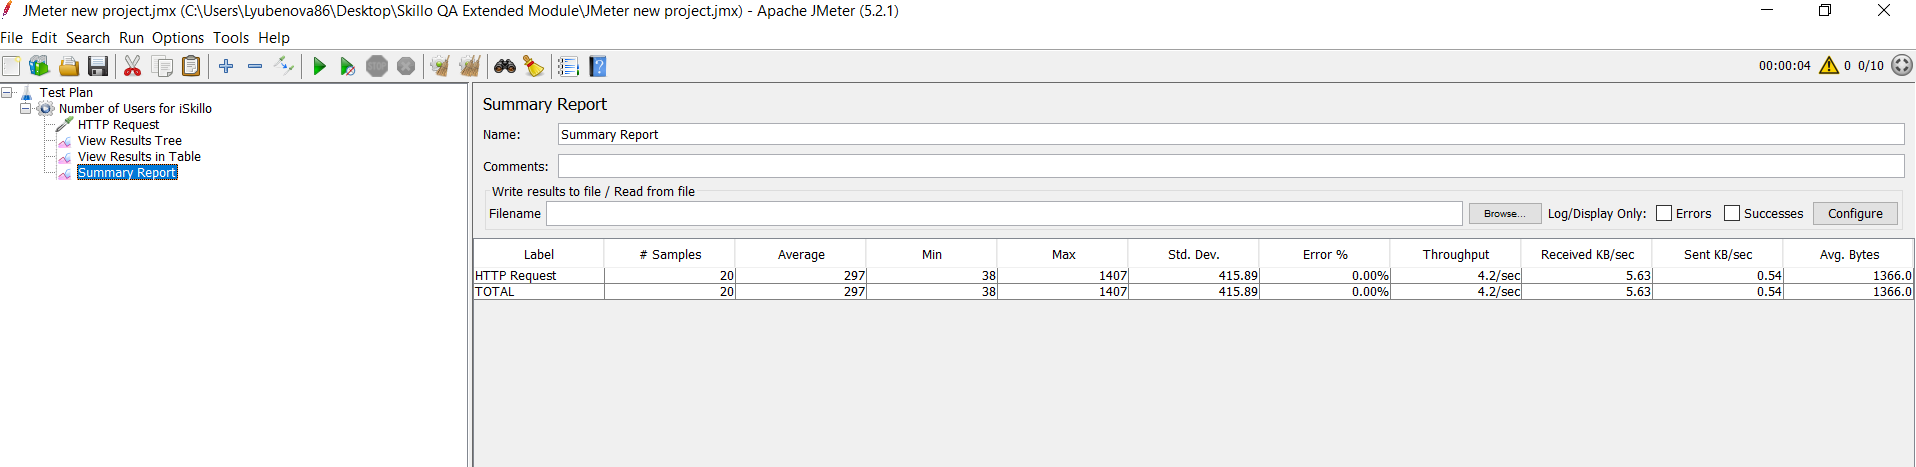 JMeter new project.jmx (C:\Users\Lyubenova86\Desktop\Skillo QA Extended Module\JMeter new project.jmx) - Apache JMeter (5.2.1)
File Edit Search Run Options Tools Help
STOP
?
00:00:04 0 0/10
Test Plan
Number of Users for iSkillo
HTTP Request
View Results Tree
View Results in Table
Summary Report
Summary Report
Name: Summary Report
Comments:
Write results to file / Read from file
Filename Browse... Log/Display Only: Errors Successes Configure
Label # Samples Average Min Max Std. Dev. Error % Throughput Received KB/sec Sent KB/sec Avg. Bytes
HTTP Request 20 297 38 1407 415.89 0.00% 4.2/sec 5.63 0.54 1366.0
TOTAL 20 297 38 1407 415.89 0.00% 4.2/sec 5.63 0.54 1366.0